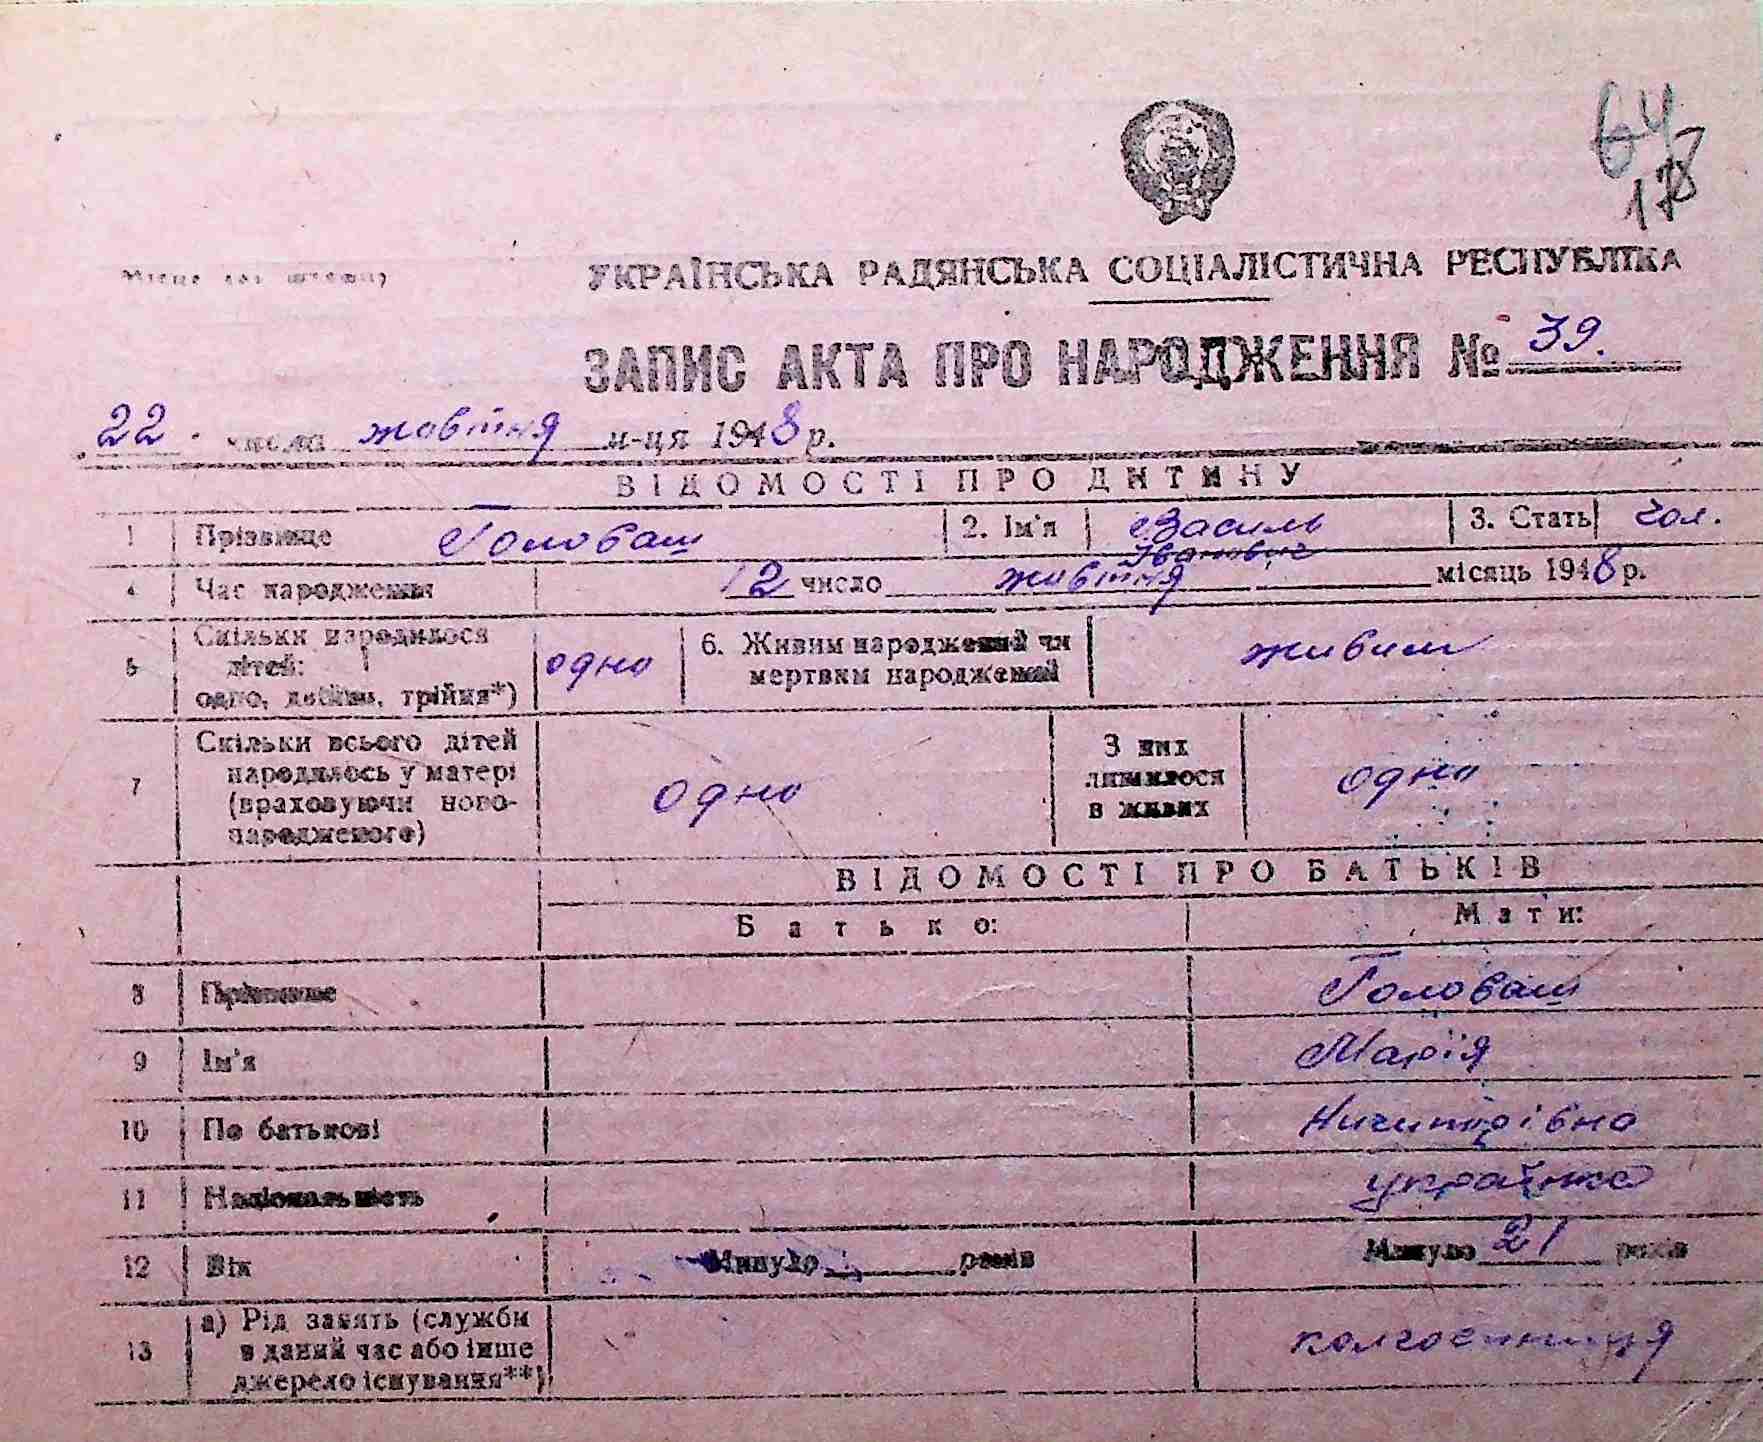 64
178
Місце для штампу
УКРАЇНСЬКА РАДЯНСЬКА СОЦІАЛІСТИЧНА РЕСПУБЛІКА
ЗАПИС АКТА ПРО НАРОДЖЕННЯ № 39.
22 числа жовтня м-ця 1948 р.
ВІДОМОСТІ ПРО ДИТИНУ
1 Прізвище Головаш 2. Ім'я Василь Іванович 3. Стать чол.
4 Час народження 12 число жовтня місяць 1948 р.
5 Скільки народилося дітей: одно, двійня, трійня*) одно 6. Живим народжений чи мертвим народжений живим
7 Скільки всього дітей народилось у матері (враховуючи новонародженого) одно З них лишилося в живих одно
ВІДОМОСТІ ПРО БАТЬКІВ
Батько: Мати:
8 Прізвище Головаш
9 Ім'я Марія
10 По батькові Ничипорівна
11 Національність українка
12 Вік Минуло років Минуло 21 років
13 а) Рід занять (служби в даний час або інше джерело існування**) колгоспниця